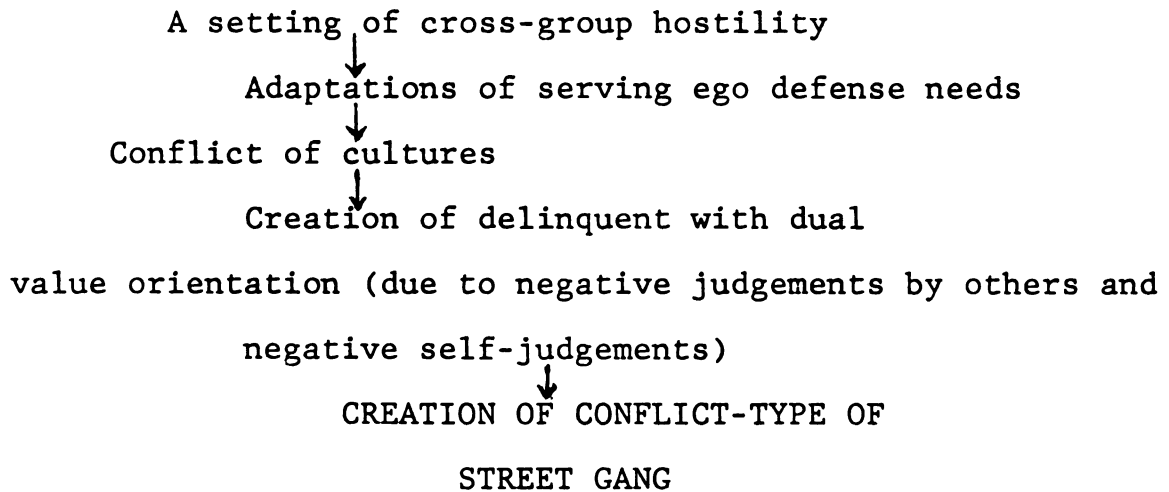 A setting of cross-group hostility
Adaptations of serving ego defense needs
Conflict of cultures
Creation of delinquent with dual
value orientation (due to negative judgements by others and
negative self-judgements)
CREATION OF CONFLICT-TYPE OF
STREET GANG